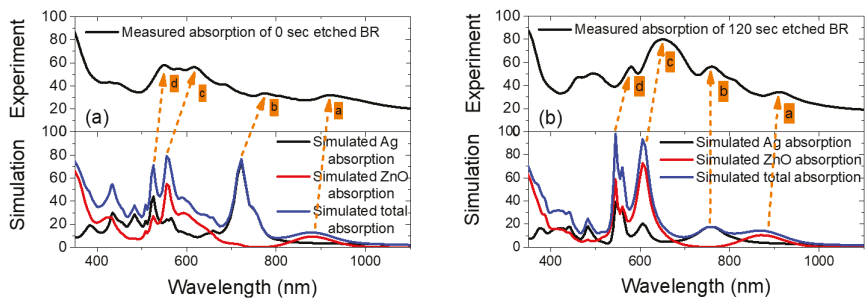 100
80
60
40
20
Experiment
Measured absorption of 0 sec etched BR
d
c
b
a
(a)
100
80
60
40
20
0
Simulation
Simulated Ag
absorption
Simulated ZnO
absorption
Simulated total
absorption
400
600
800
1000
Wavelength (nm)
100
80
60
40
20
0
Experiment
Measured absorption of 120 sec etched BR
d
c
b
a
(b)
80
60
40
20
0
Simulation
Simulated Ag absorption
Simulated ZnO absorption
Simulated total absorption
400
600
800
1000
Wavelength (nm)